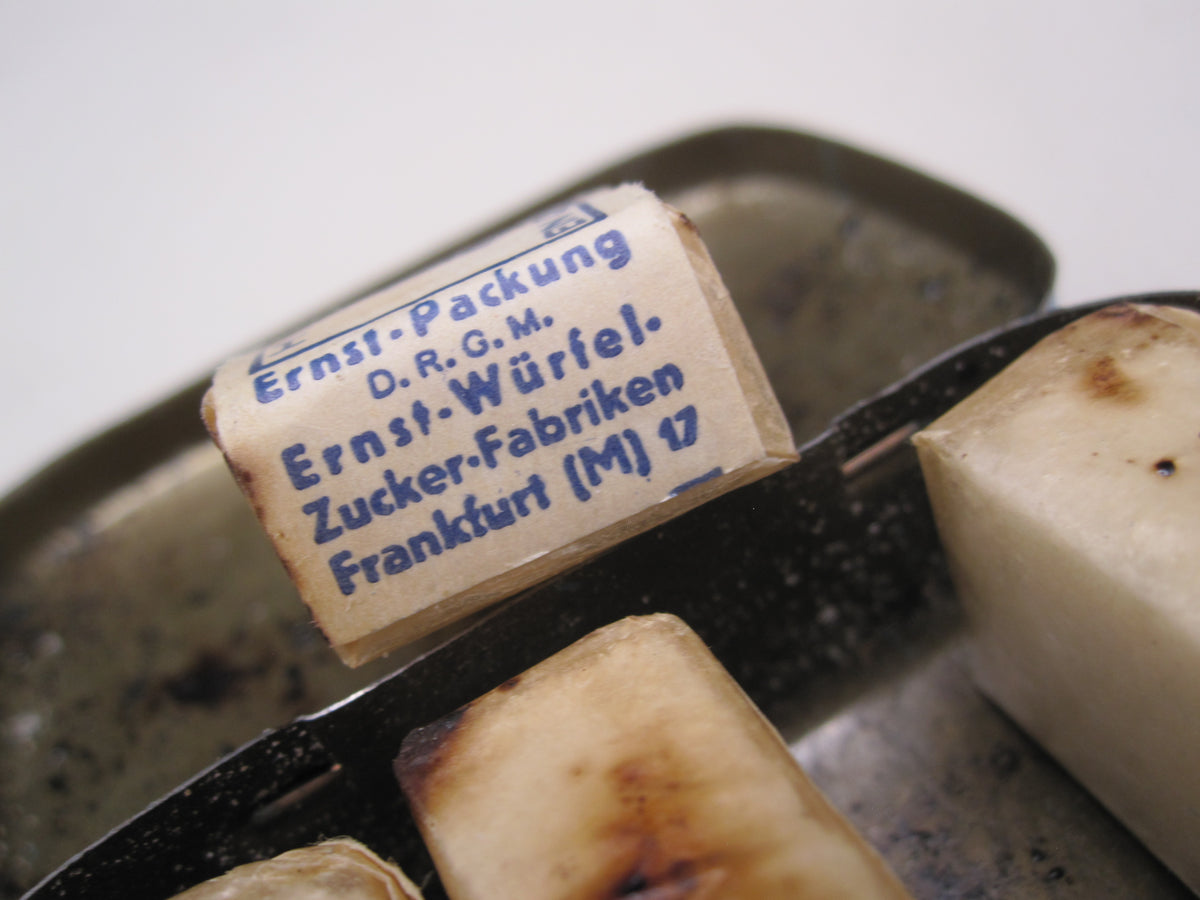 Ernst-Packung
D. R. G. M.
Ernst-Würfel-
Zucker-Fabriken
Frankfurt (M) 17